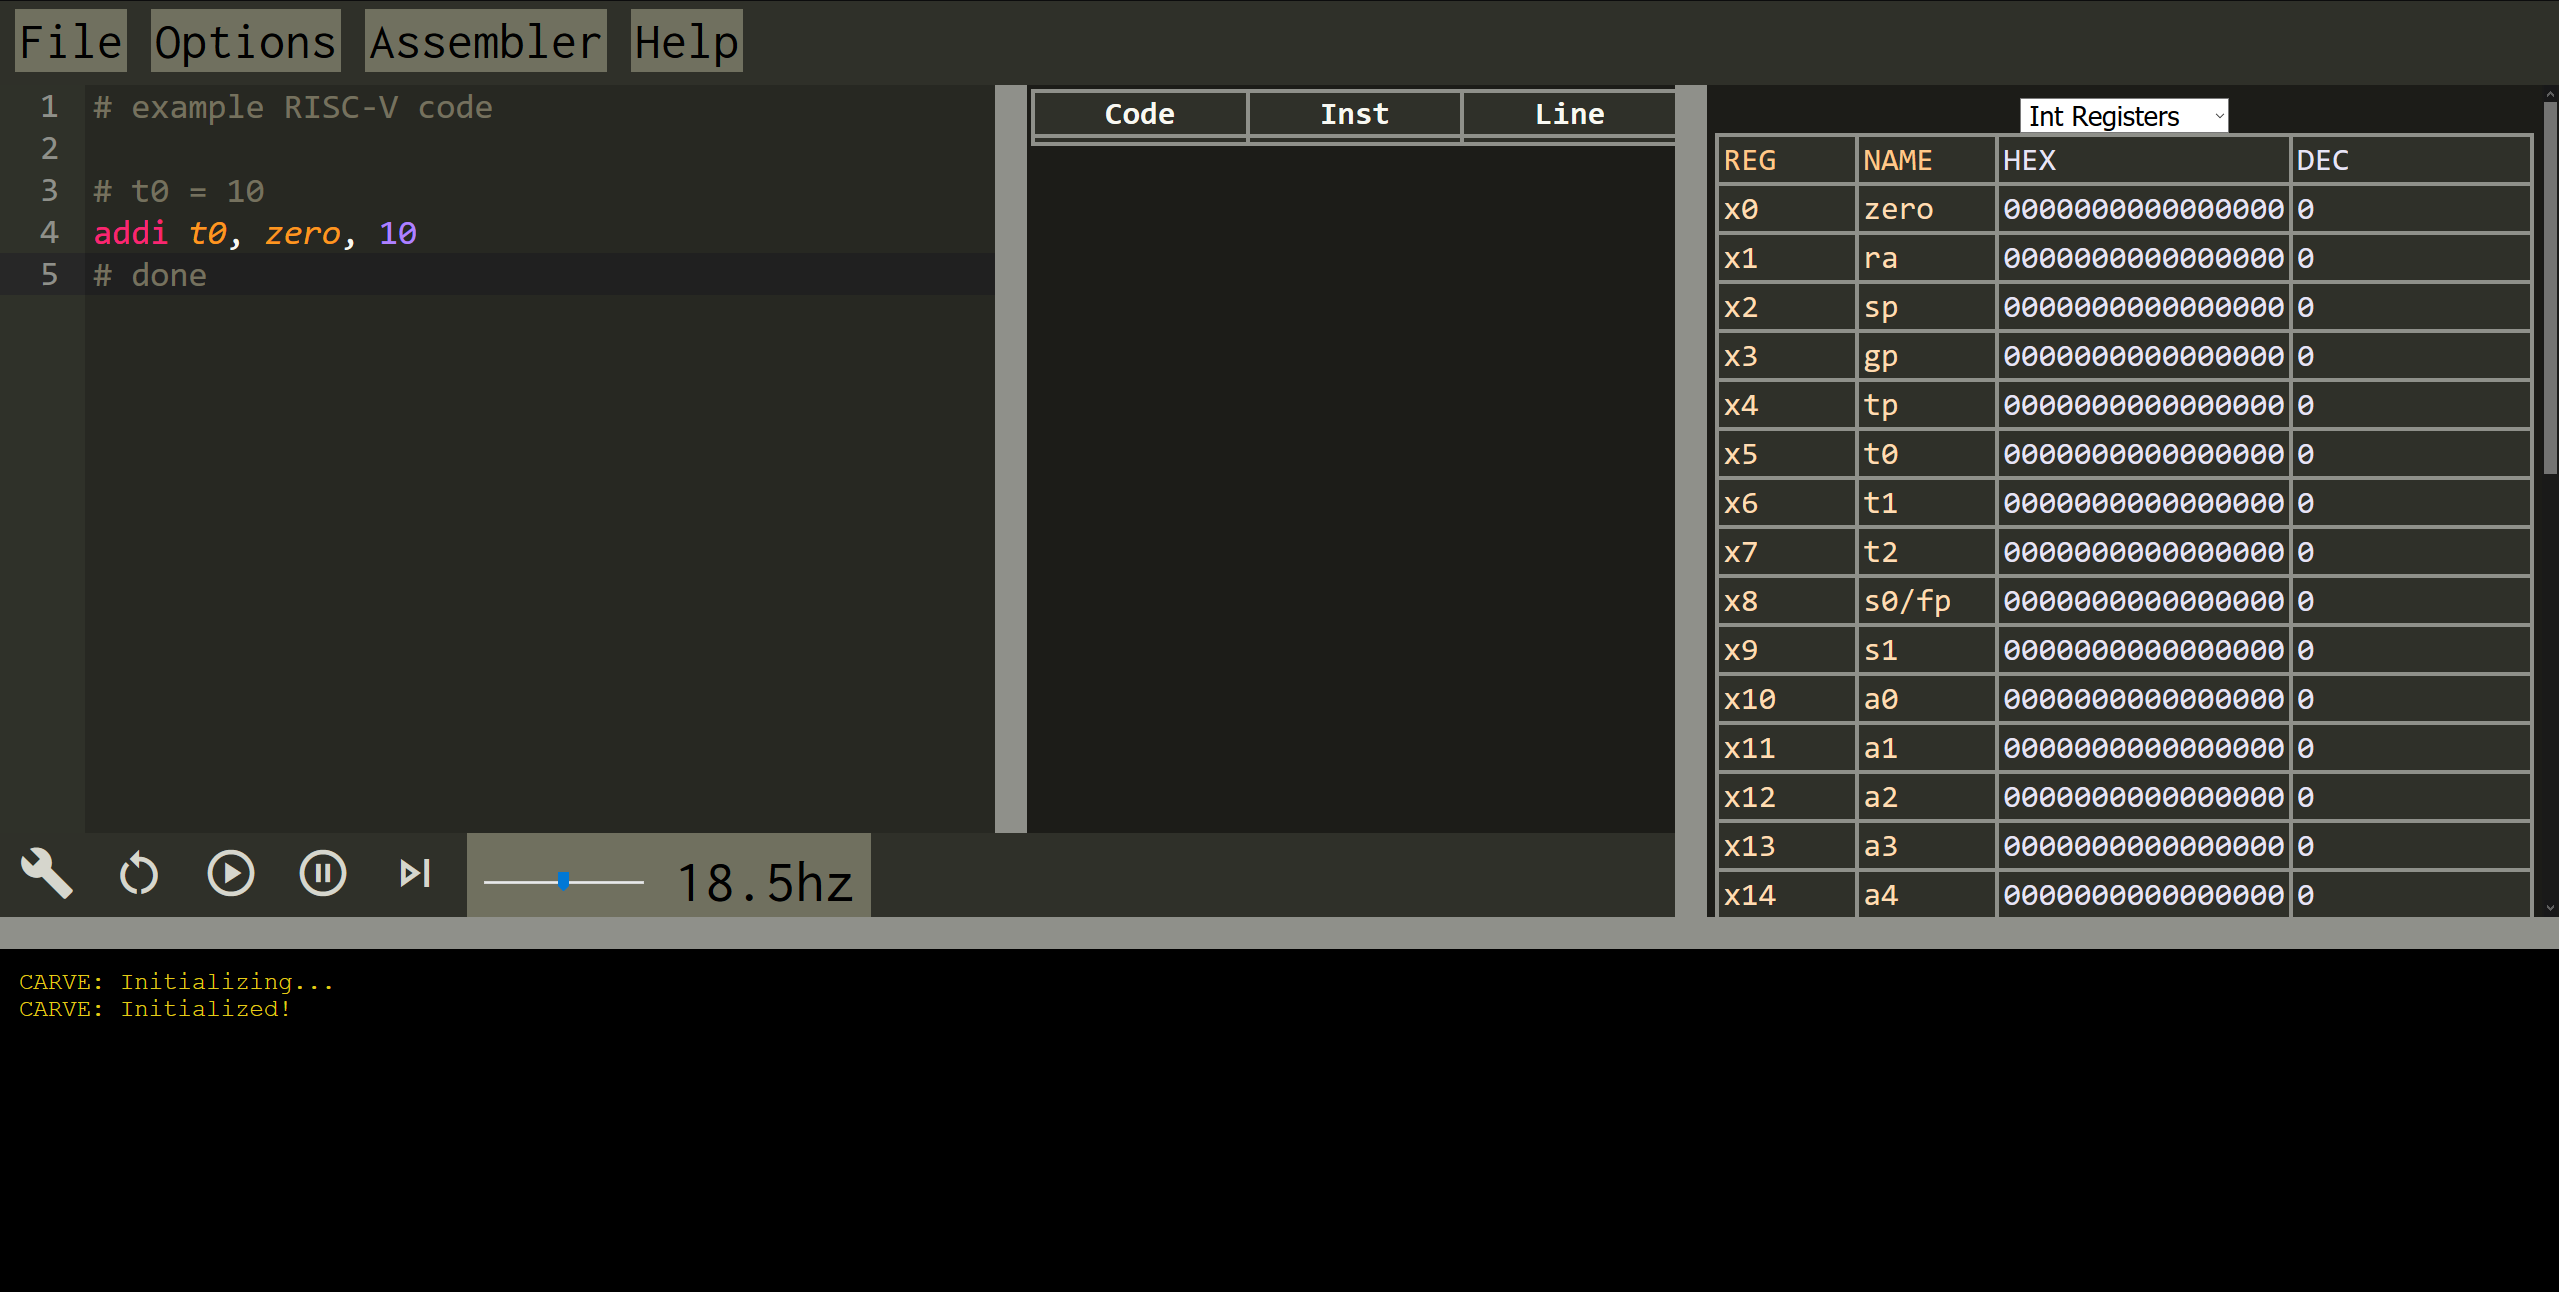 File Options Assembler Help
1 # example RISC-V code
2
3 # t0 = 10
4 addi t0, zero, 10
5 # done
Code Inst Line
Int Registers
REG NAME HEX DEC
x0 zero 0000000000000000 0
x1 ra 0000000000000000 0
x2 sp 0000000000000000 0
x3 gp 0000000000000000 0
x4 tp 0000000000000000 0
x5 t0 0000000000000000 0
x6 t1 0000000000000000 0
x7 t2 0000000000000000 0
x8 s0/fp 0000000000000000 0
x9 s1 0000000000000000 0
x10 a0 0000000000000000 0
x11 a1 0000000000000000 0
x12 a2 0000000000000000 0
x13 a3 0000000000000000 0
x14 a4 0000000000000000 0
18.5hz
CARVE: Initializing...
CARVE: Initialized!